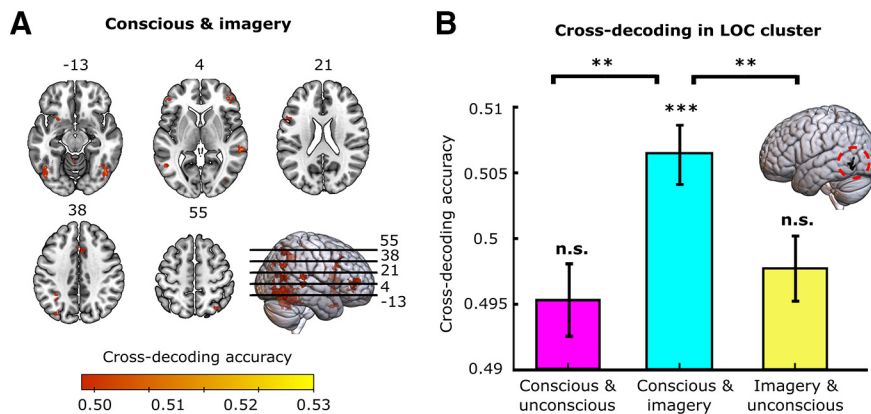 A
Conscious & imagery
-13
4
21
38
55
55
38
21
4
-13
Cross-decoding accuracy
0.50
0.51
0.52
0.53
B
Cross-decoding in LOC cluster
**
**
***
n.s.
n.s.
Cross-decoding accuracy
0.51
0.505
0.5
0.495
0.49
Conscious & unconscious
Conscious & imagery
Imagery & unconscious